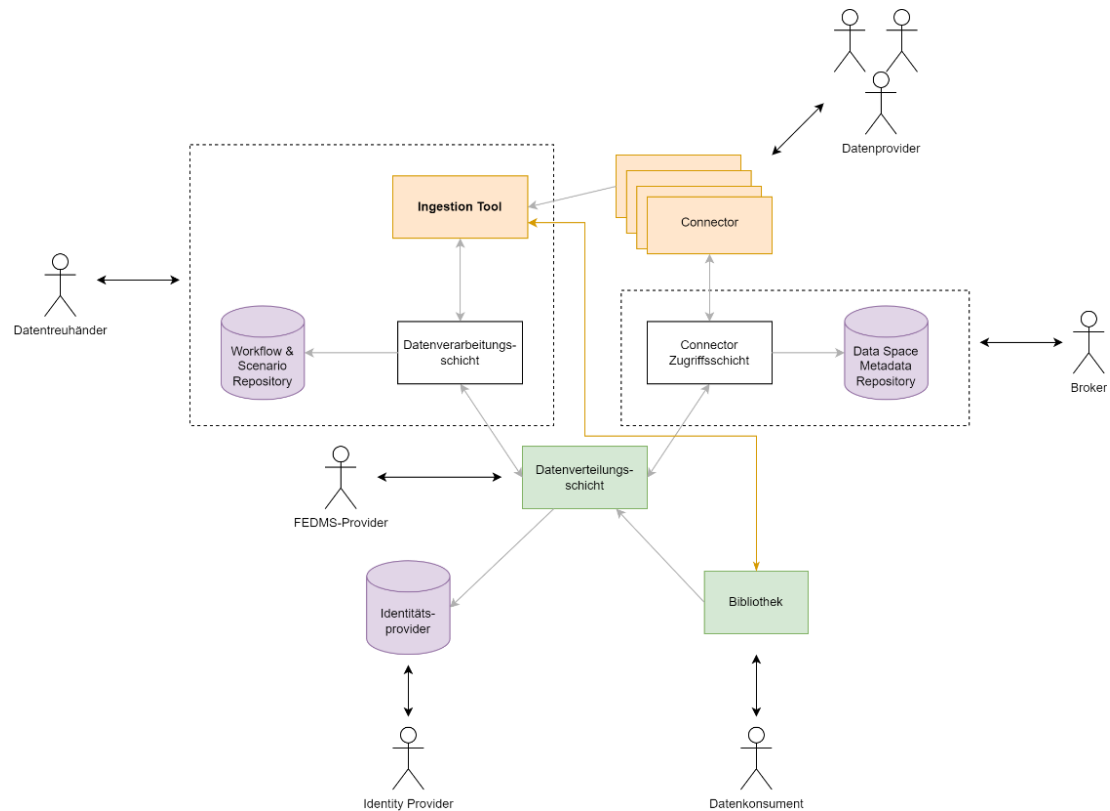 Datenprovider
Ingestion Tool
Connector
Datentreuhänder
Workflow &
Scenario
Repository
Datenverarbeitungs-
schicht
Connector
Zugriffsschicht
Data Space
Metadata
Repository
Broker
Datenverteilungs-
schicht
FEDMS-Provider
Identitäts-
provider
Bibliothek
Identity Provider
Datenkonsument